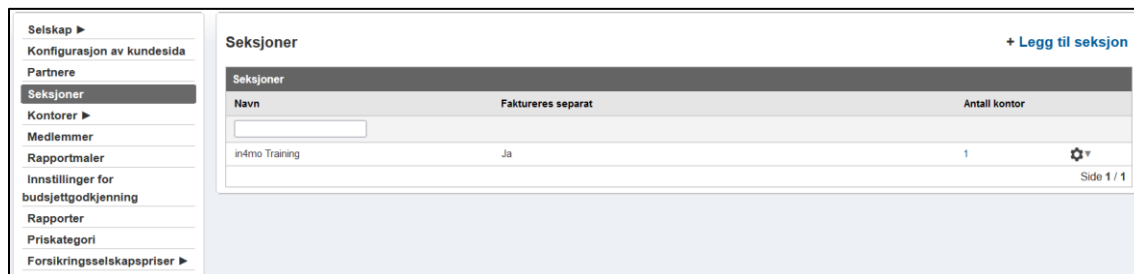 Selskap ▶
Konfigurasjon av kundesida
Partnere
Seksjoner
Kontorer ▶
Medlemmer
Rapportmaler
Innstillinger for
budsjettgodkjenning
Rapporter
Priskategori
Forsikringsselskapspriser ▶
Seksjoner
+ Legg til seksjon
Seksjoner
Navn Faktureres separat Antall kontor
in4mo Training Ja 1
Side 1 / 1